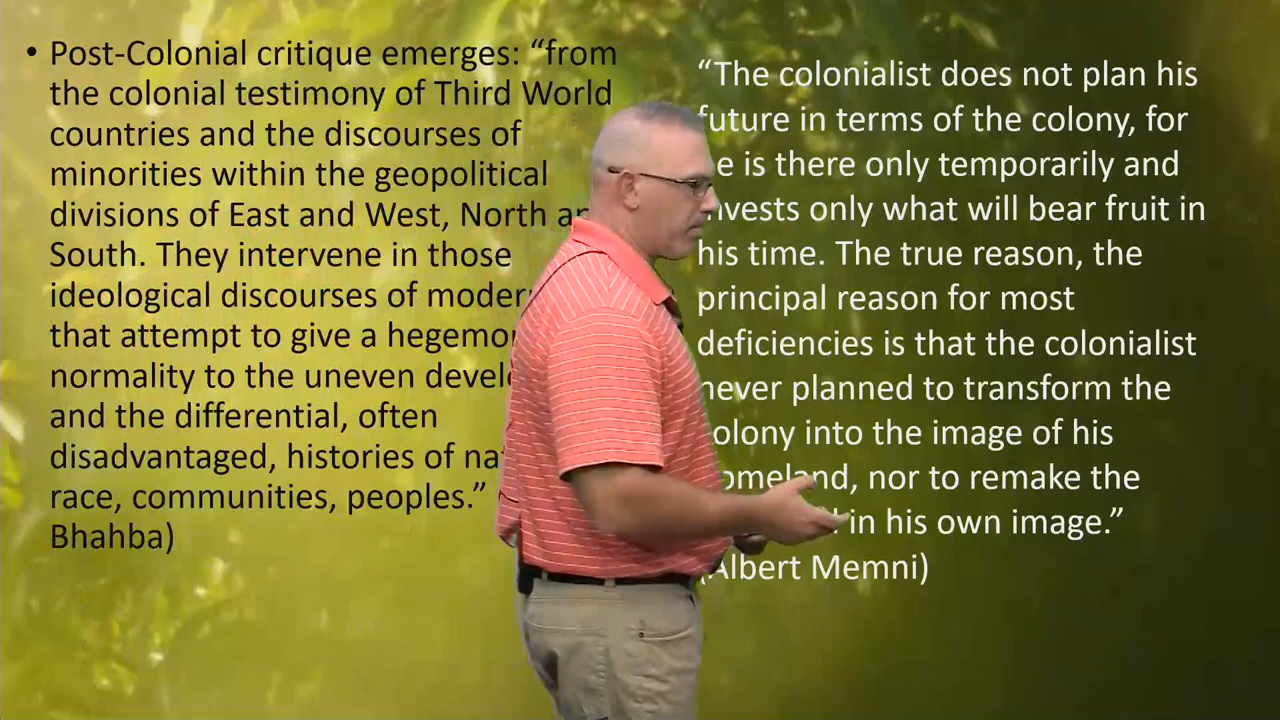 • Post-Colonial critique emerges: “from
the colonial testimony of Third World
countries and the discourses of
minorities within the geopolitical
divisions of East and West, North
South. They intervene in those
ideological discourses of
that attempt to give a
normality to the uneven
and the differential, often
disadvantaged, histories of
race, communities, peoples.”
Bhahba)
“The colonialist does not plan his
future in terms of the colony, for
is there only temporarily and
invests only what will bear fruit in
his time. The true reason, the
principal reason for most
deficiencies is that the colonialist
never planned to transform the
colony into the image of his
homeland, nor to remake the
in his own image.”
(Albert Memni)